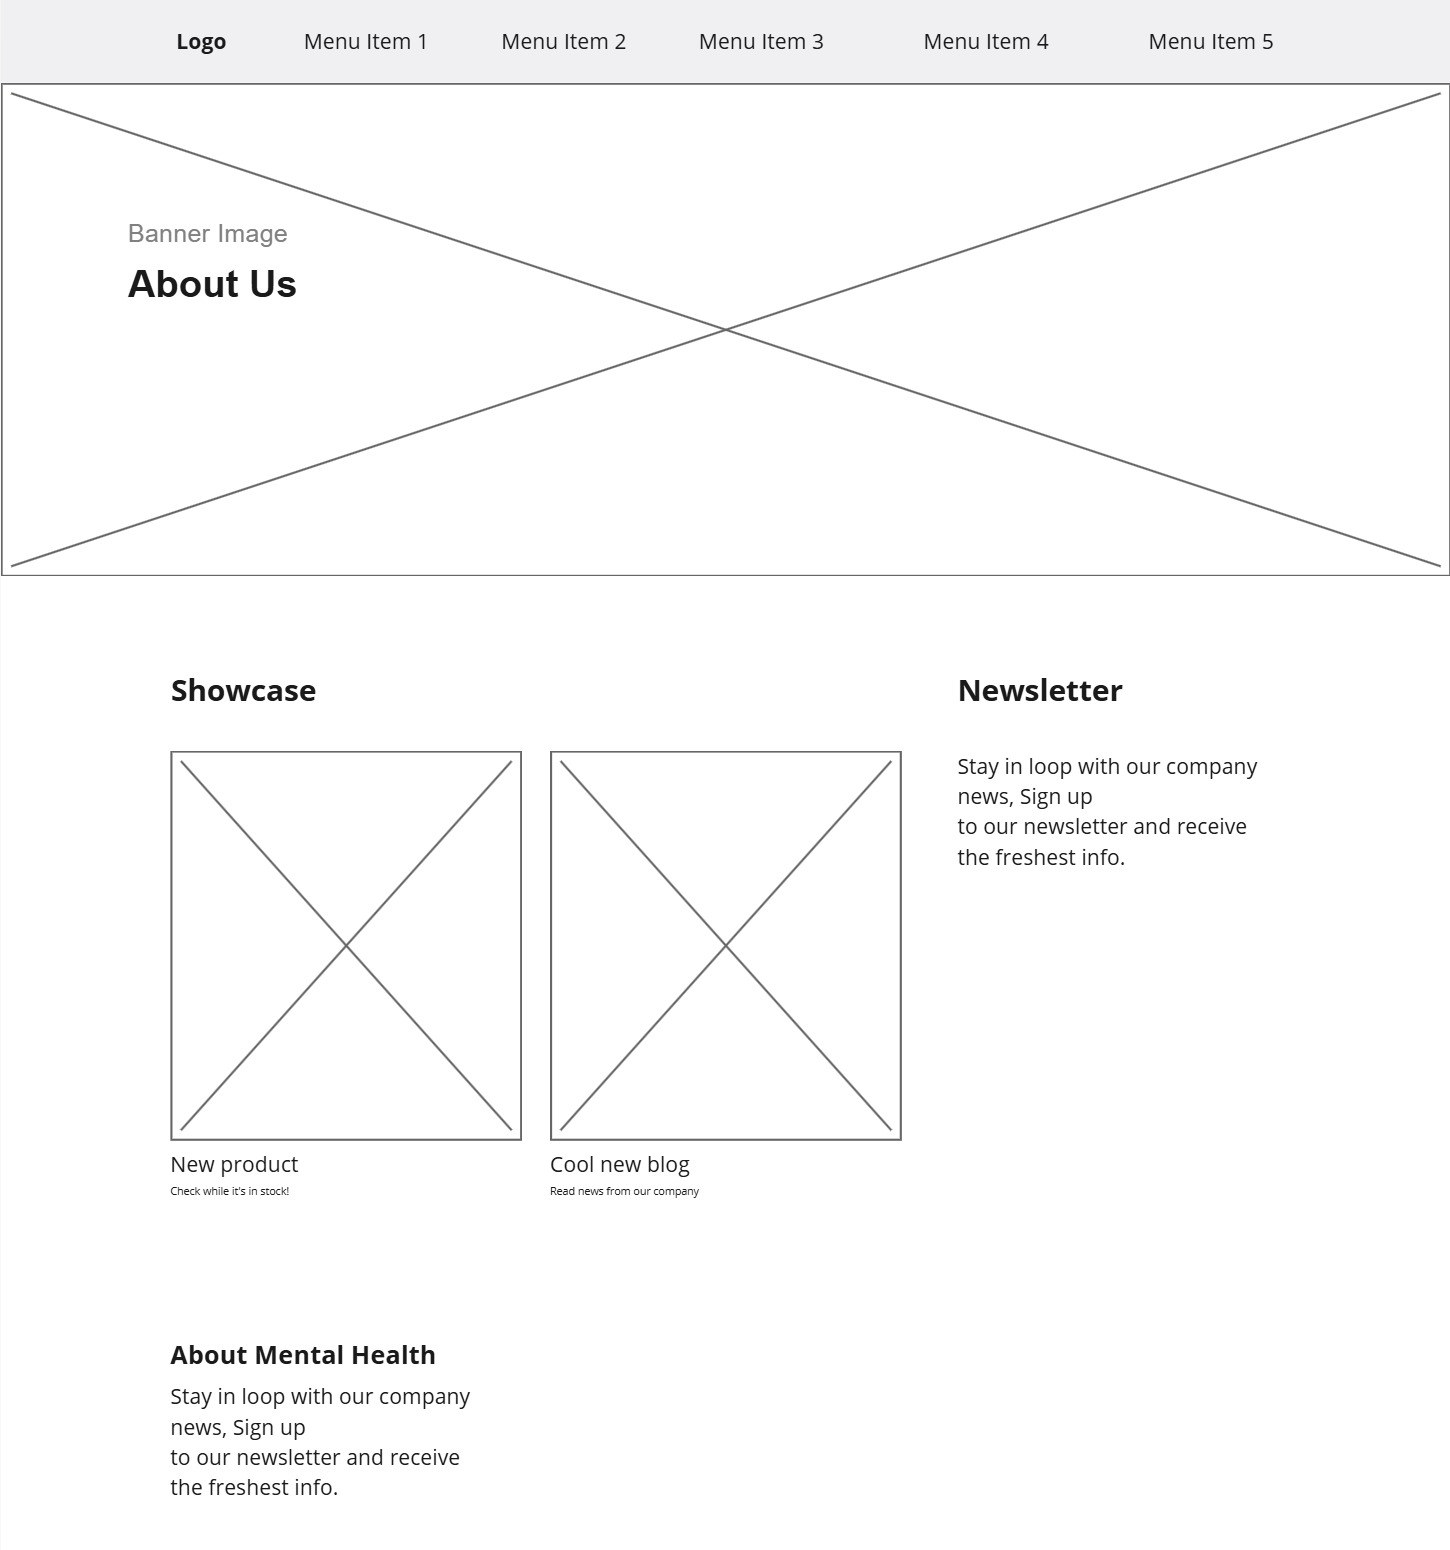 Logo
Menu Item 1
Menu Item 2
Menu Item 3
Menu Item 4
Menu Item 5
Banner Image
About Us
Showcase
New product
Check while it's in stock!
Cool new blog
Read news from our company
Newsletter
Stay in loop with our company
news, Sign up
to our newsletter and receive
the freshest info.
About Mental Health
Stay in loop with our company
news, Sign up
to our newsletter and receive
the freshest info.